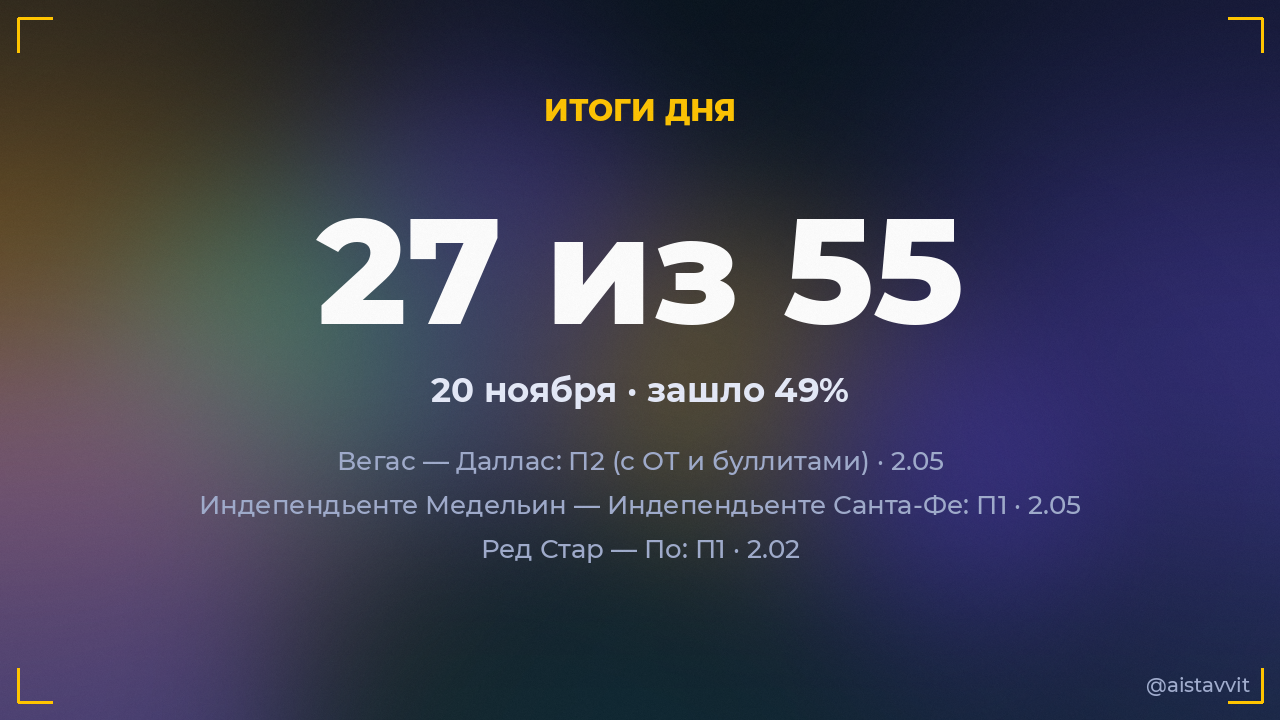 ИТОГИ ДНЯ
27 из 55
20 ноября · зашло 49%
Вегас — Даллас: П2 (с ОТ и буллитами) · 2.05
Индепендьенте Медельин — Индепендьенте Санта-Фе: П1 · 2.05
Ред Стар — По: П1 · 2.02
@aistavvit